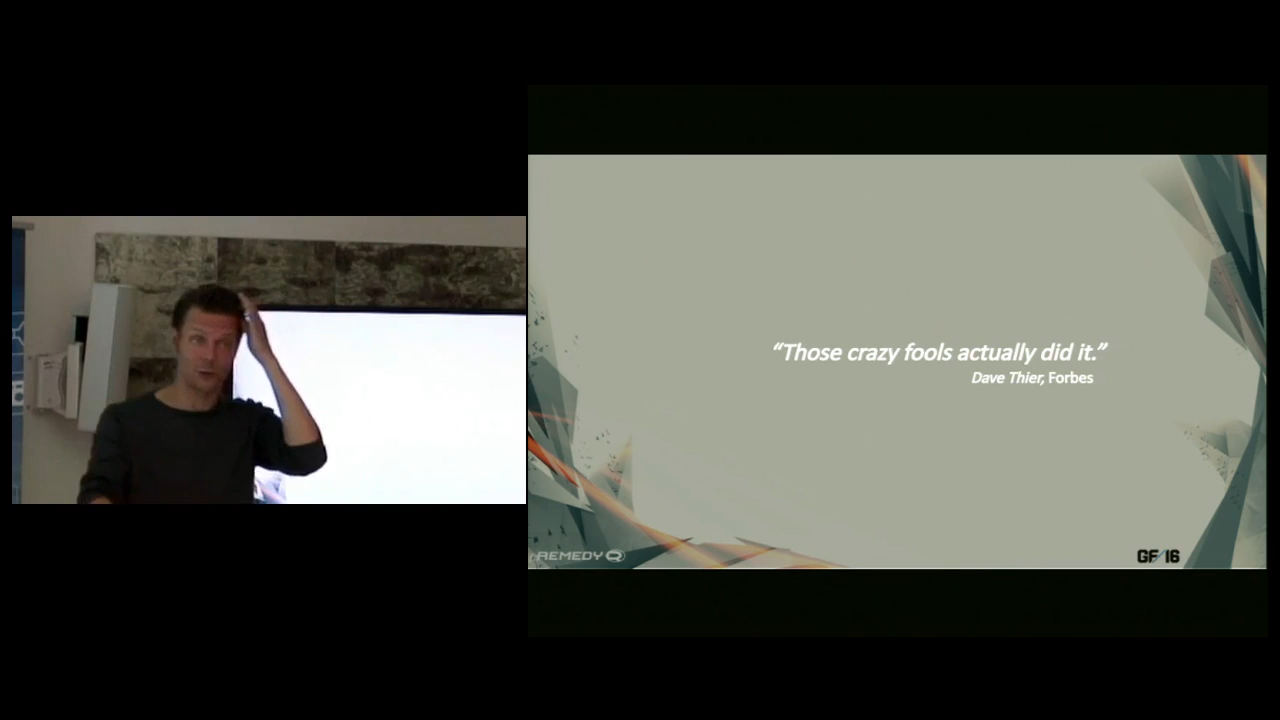 “Those crazy fools actually did it.”
Dave Thier, Forbes
REMEDY
GF/16